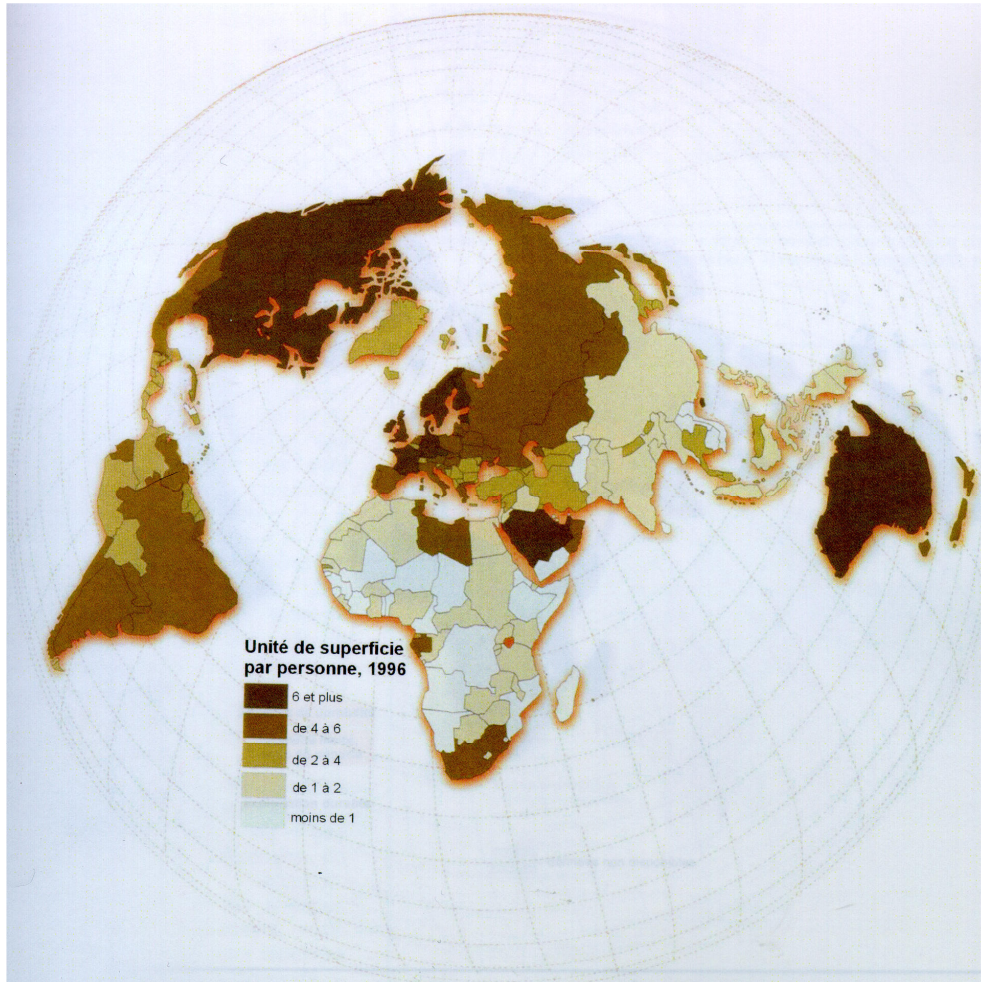 Unité de superficie
par personne, 1996
6 et plus
de 4 à 6
de 2 à 4
de 1 à 2
moins de 1